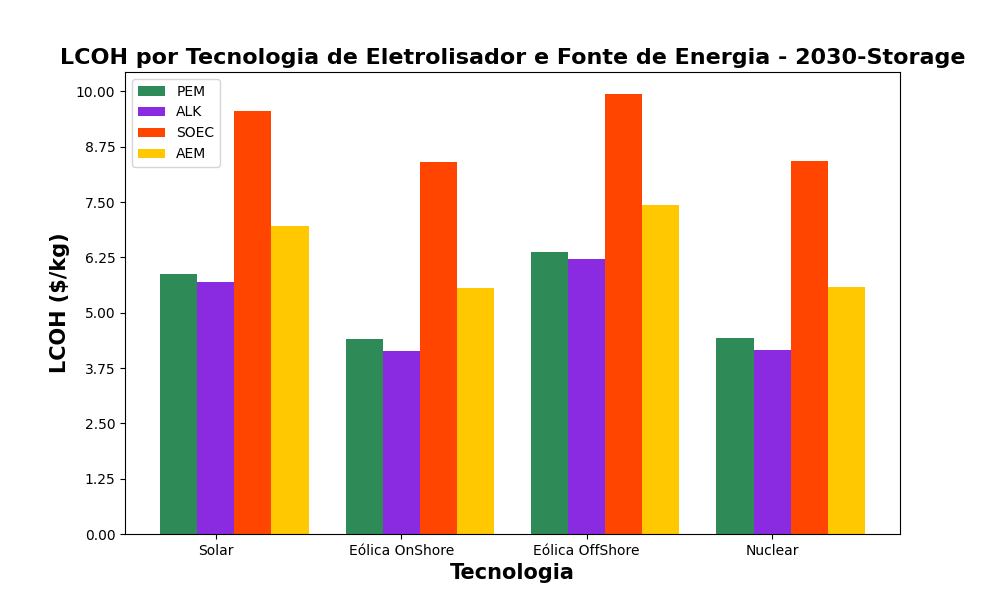 LCOH por Tecnologia de Eletrolisador e Fonte de Energia - 2030-Storage
PEM
ALK
SOEC
AEM
LCOH ($/kg)
10.00
8.75
7.50
6.25
5.00
3.75
2.50
1.25
0.00
Solar
Eólica OnShore
Eólica OffShore
Nuclear
Tecnologia